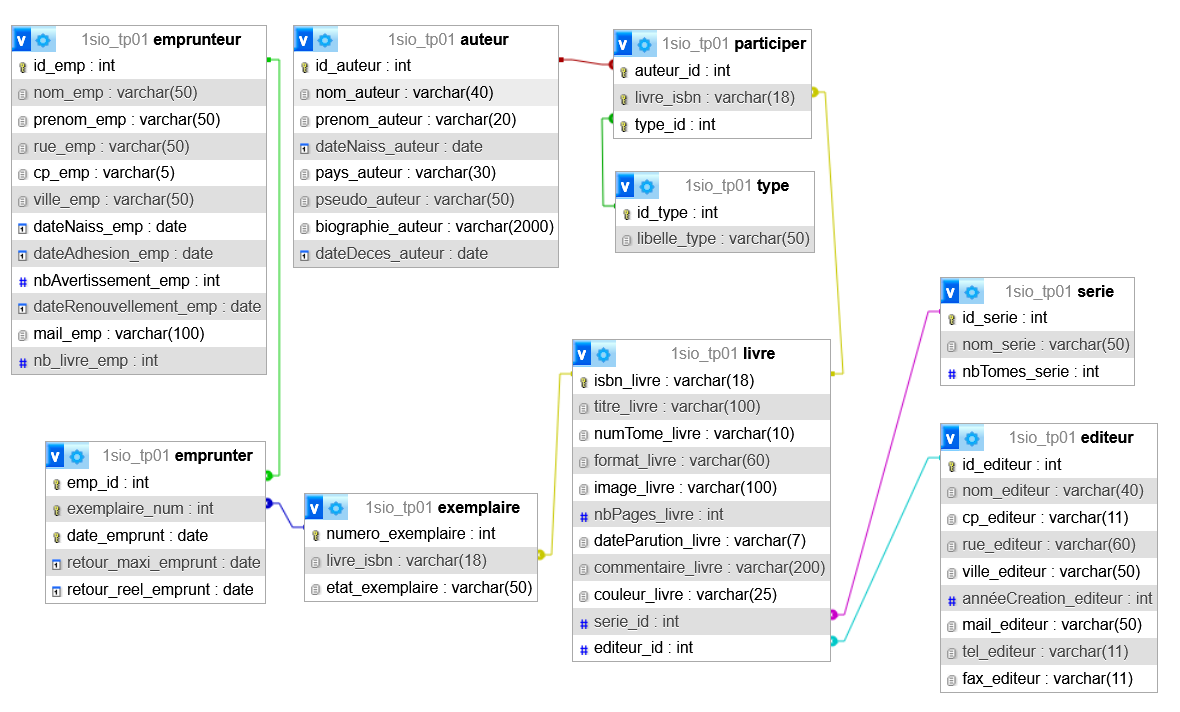 v 1sio_tp01 emprunteur
id_emp : int
nom_emp : varchar(50)
prenom_emp : varchar(50)
rue_emp : varchar(50)
cp_emp : varchar(5)
ville_emp : varchar(50)
dateNaiss_emp : date
dateAdhesion_emp : date
# nbAvertissement_emp : int
dateRenouvellement_emp : date
mail_emp : varchar(100)
# nb_livre_emp : int
v 1sio_tp01 auteur
id_auteur : int
nom_auteur : varchar(40)
prenom_auteur : varchar(20)
dateNaiss_auteur : date
pays_auteur : varchar(30)
pseudo_auteur : varchar(50)
biographie_auteur : varchar(2000)
dateDeces_auteur : date
v 1sio_tp01 participer
auteur_id : int
livre_isbn : varchar(18)
type_id : int
v 1sio_tp01 type
id_type : int
libelle_type : varchar(50)
v 1sio_tp01 emprunter
emp_id : int
exemplaire_num : int
date_emprunt : date
retour_maxi_emprunt : date
retour_reel_emprunt : date
v 1sio_tp01 exemplaire
numero_exemplaire : int
livre_isbn : varchar(18)
etat_exemplaire : varchar(50)
v 1sio_tp01 livre
isbn_livre : varchar(18)
titre_livre : varchar(100)
numTome_livre : varchar(10)
format_livre : varchar(60)
image_livre : varchar(100)
# nbPages_livre : int
dateParution_livre : varchar(7)
commentaire_livre : varchar(200)
couleur_livre : varchar(25)
# serie_id : int
# editeur_id : int
v 1sio_tp01 serie
id_serie : int
nom_serie : varchar(50)
# nbTomes_serie : int
v 1sio_tp01 editeur
id_editeur : int
nom_editeur : varchar(40)
cp_editeur : varchar(11)
rue_editeur : varchar(60)
ville_editeur : varchar(50)
# annéeCreation_editeur : int
mail_editeur : varchar(50)
tel_editeur : varchar(11)
fax_editeur : varchar(11)